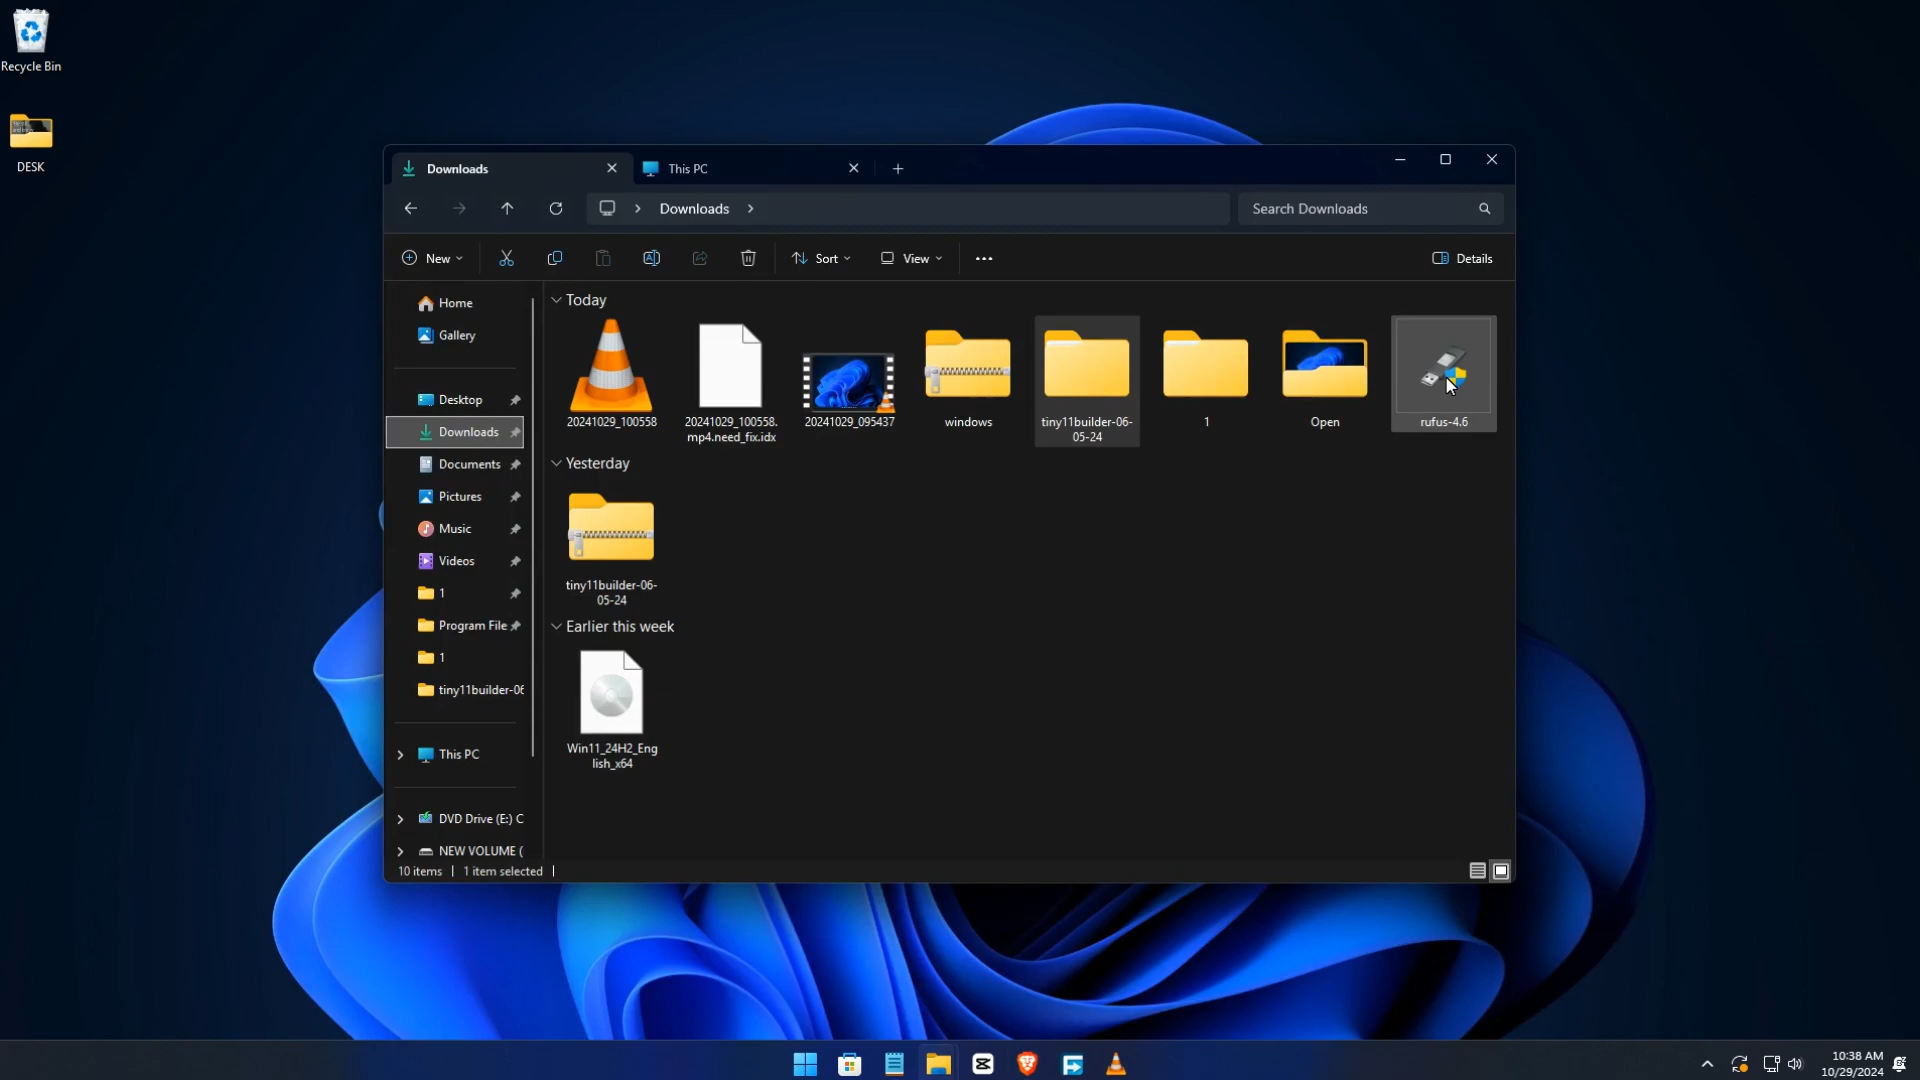 Recycle Bin
DESK
Downloads
This PC
Downloads
Search Downloads
New
Sort
View
Details
Home
Gallery
Desktop
Downloads
Documents
Pictures
Music
Videos
1
Program File
1
tiny11builder-06
This PC
DVD Drive (E:) C
NEW VOLUME (
Today
20241029_100558
20241029_100558.
mp4.need_fix.idx
20241029_095437
windows
tiny11builder-06-
05-24
1
Open
rufus-4.6
Yesterday
tiny11builder-06-
05-24
Earlier this week
Win11_24H2_Eng
lish_x64
10 items
1 item selected
10:38 AM
10/29/2024